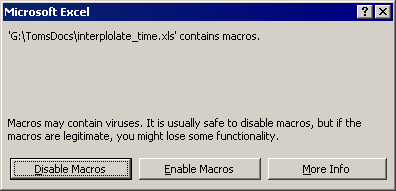 Microsoft Excel
'G:\TomsDocs\interplolate_time.xls' contains macros.
Macros may contain viruses. It is usually safe to disable macros, but if the
macros are legitimate, you might lose some functionality.
Disable Macros Enable Macros More Info